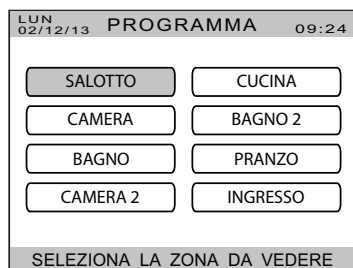 LUN
02/12/13 PROGRAMMA 09:24
SALOTTO CUCINA
CAMERA BAGNO 2
BAGNO PRANZO
CAMERA 2 INGRESSO
SELEZIONA LA ZONA DA VEDERE